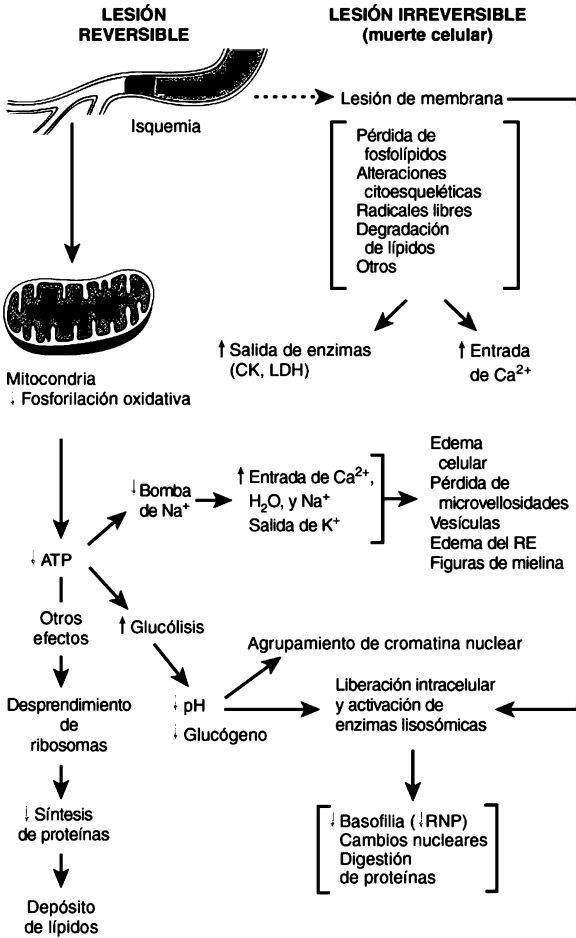 LESIÓN
REVERSIBLE
LESIÓN IRREVERSIBLE
(muerte celular)
Isquemia
Lesión de membrana
Pérdida de
fosfolípidos
Alteraciones
citoesqueléticas
Radicales libres
Degradación
de lípidos
Otros
↑ Salida de enzimas
(CK, LDH)
↑ Entrada
de Ca²⁺
Mitocondria
↓ Fosforilación oxidativa
↓ ATP
↓ Bomba
de Na⁺
↑ Entrada de Ca²⁺,
H₂O, y Na⁺
Salida de K⁺
Edema
celular
Pérdida de
microvellosidades
Vesículas
Edema del RE
Figuras de mielina
Otros
efectos
↑ Glucólisis
Agrupamiento de cromatina nuclear
Desprendimiento
de
ribosomas
↓ pH
↓ Glucógeno
Liberación intracelular
y activación de
enzimas lisosómicas
↓ Síntesis
de proteínas
↓ Basofilia (↓RNP)
Cambios nucleares
Digestión
de proteínas
Depósito
de lípidos